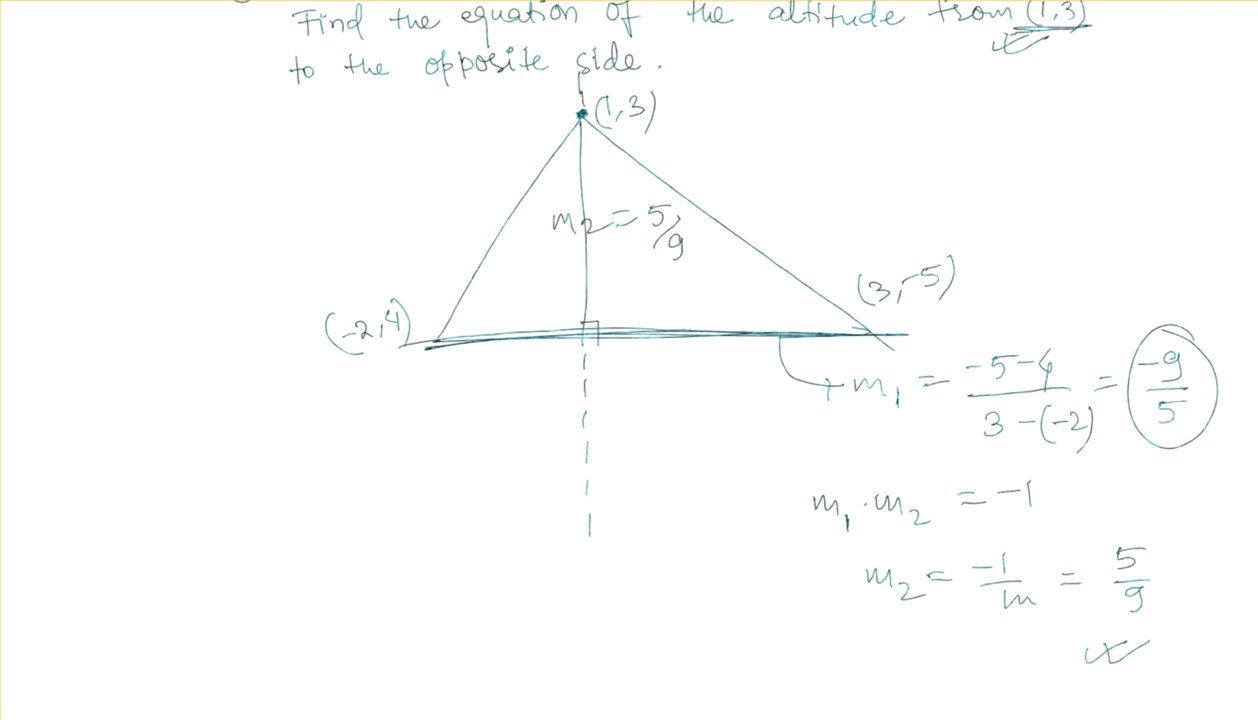 Find the equation of the altitude from (1,3)
to the opposite side.
(1,3)
m2 = 5/9
(3,-5)
(-2,4)
m1 = -5-4 / 3-(-2) = -9/5
m1 . m2 = -1
m2 = -1/m = 5/9